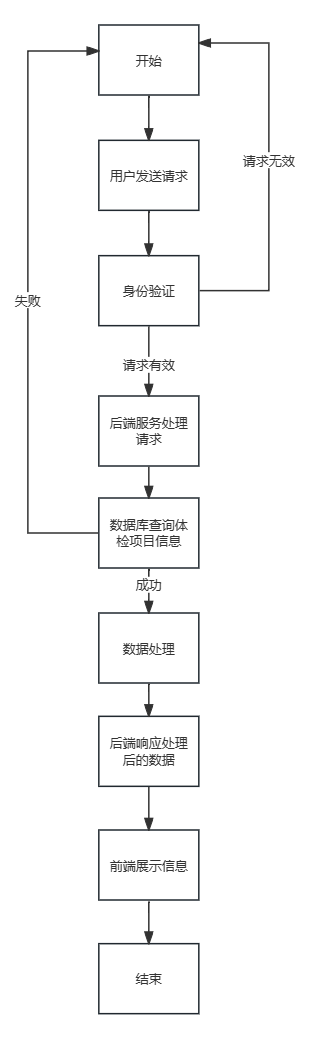 开始
用户发送请求
请求无效
身份验证
失败
请求有效
后端服务处理
请求
数据库查询体
检项目信息
成功
数据处理
后端响应处理
后的数据
前端展示信息
结束